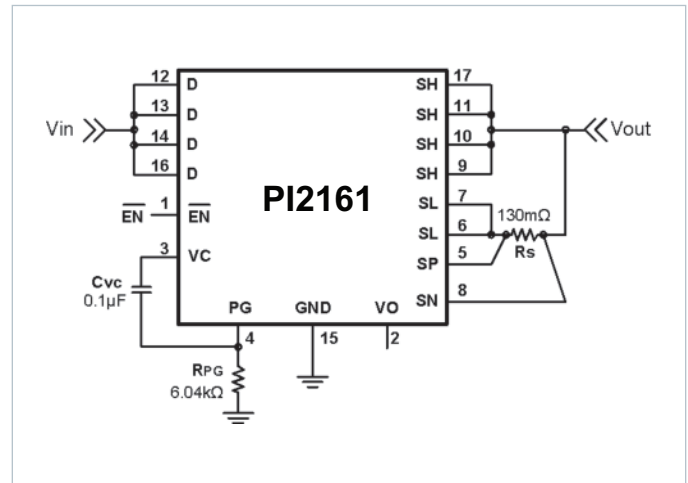 12 D SH 17
13 D SH 11
Vin Vout
14 D SH 10
16 D SH 9
PI2161
1 SL 7
EN EN 130mΩ
SL 6
Rs
3 VC SP 5
Cvc
0.1µF
SN 8
PG GND VO
4 15 2
RPG
6.04kΩ